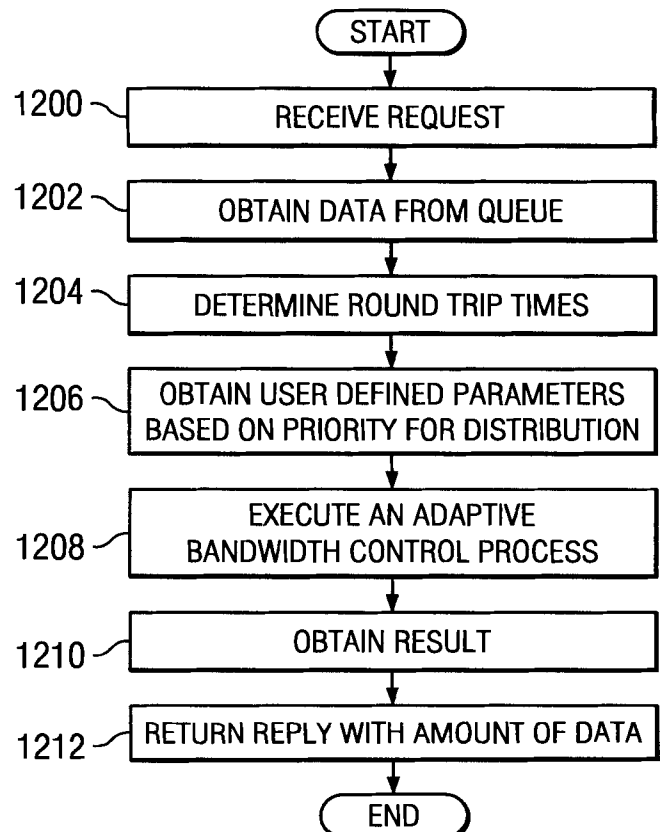 START
1200
RECEIVE REQUEST
1202
OBTAIN DATA FROM QUEUE
1204
DETERMINE ROUND TRIP TIMES
1206
OBTAIN USER DEFINED PARAMETERS
BASED ON PRIORITY FOR DISTRIBUTION
1208
EXECUTE AN ADAPTIVE
BANDWIDTH CONTROL PROCESS
1210
OBTAIN RESULT
1212
RETURN REPLY WITH AMOUNT OF DATA
END